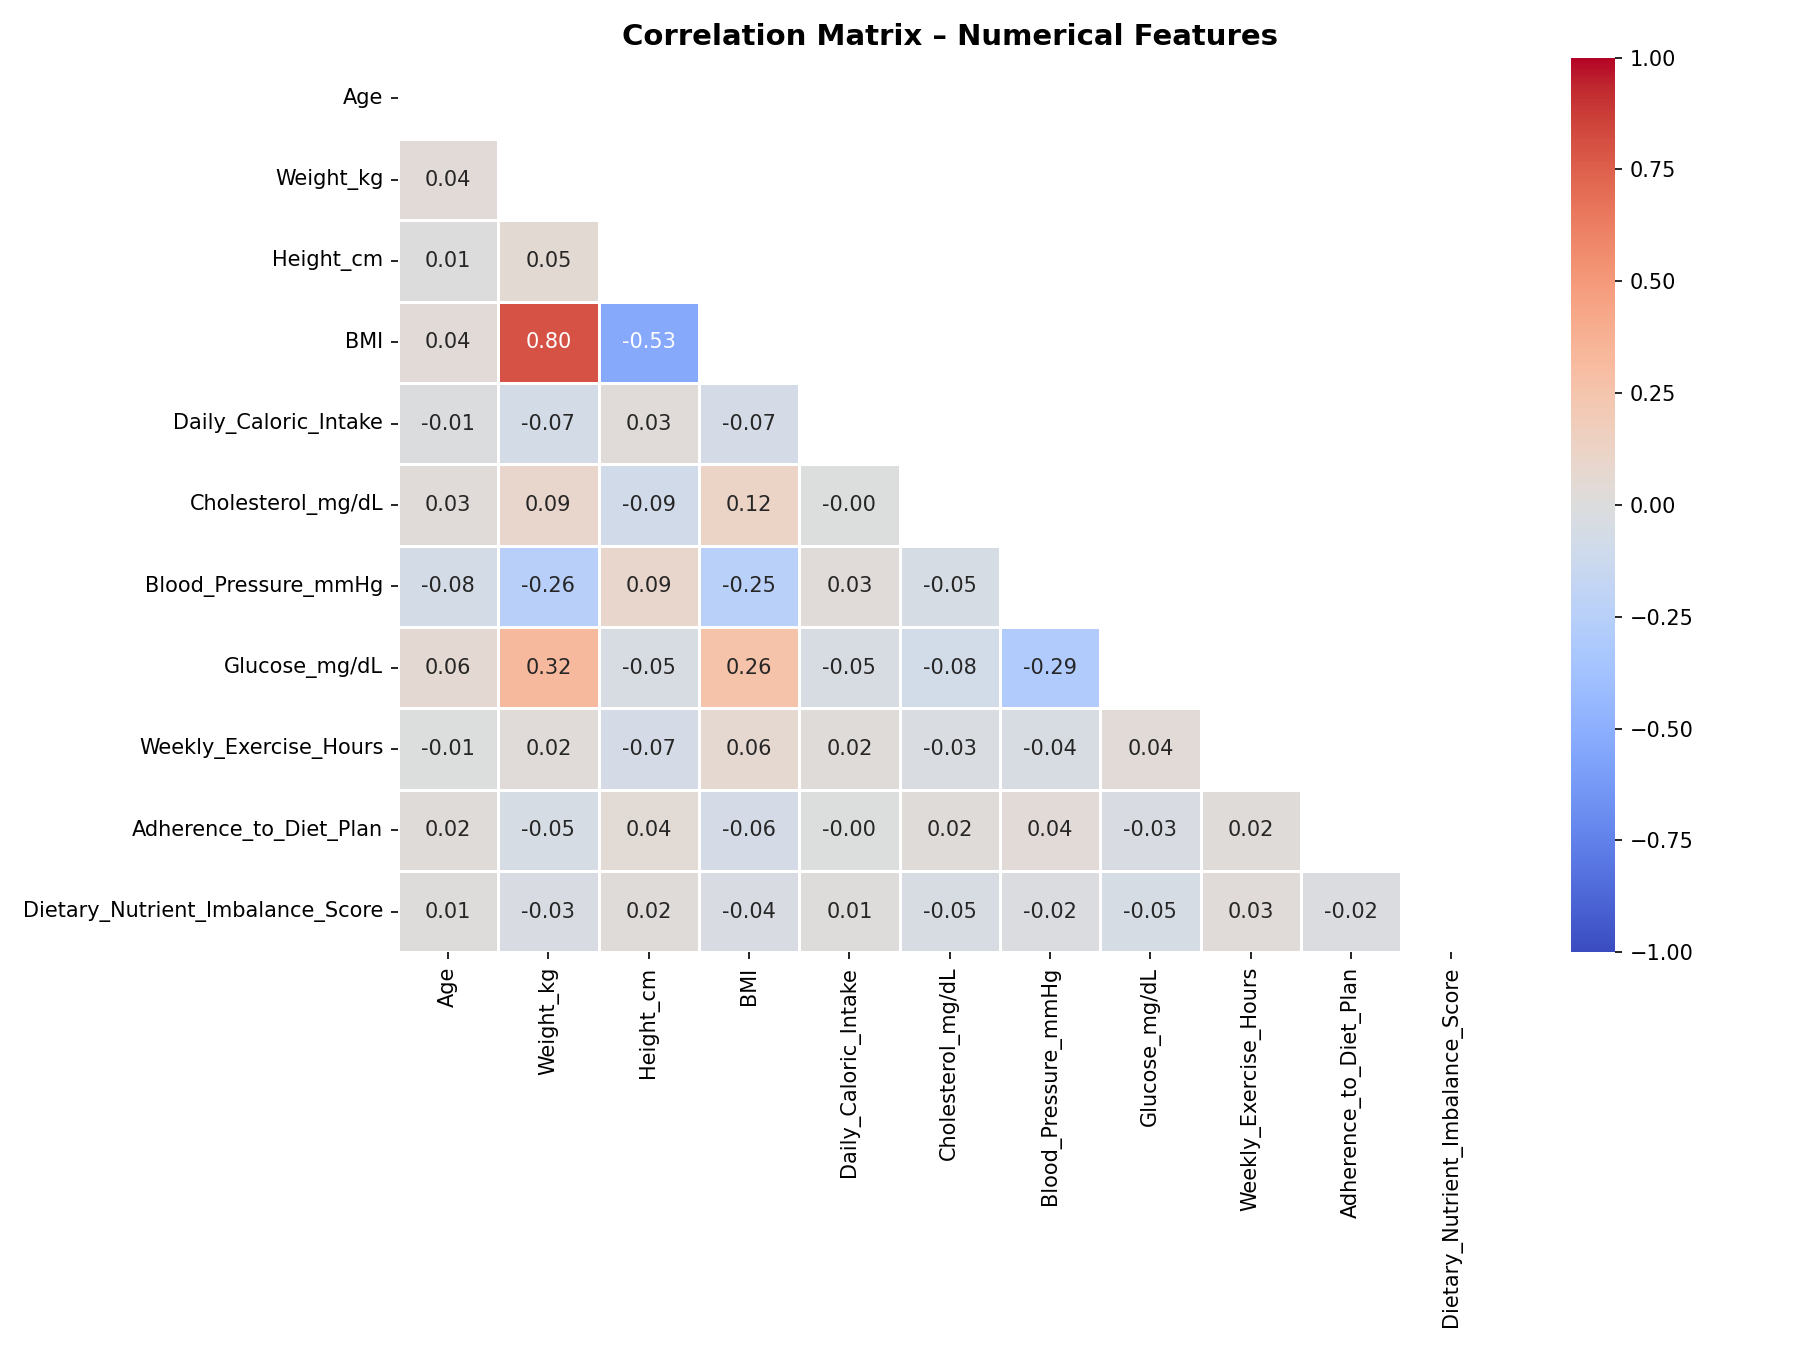 Correlation Matrix – Numerical Features
Age
Weight_kg 0.04
Height_cm 0.01 0.05
BMI 0.04 0.80 -0.53
Daily_Caloric_Intake -0.01 -0.07 0.03 -0.07
Cholesterol_mg/dL 0.03 0.09 -0.09 0.12 -0.00
Blood_Pressure_mmHg -0.08 -0.26 0.09 -0.25 0.03 -0.05
Glucose_mg/dL 0.06 0.32 -0.05 0.26 -0.05 -0.08 -0.29
Weekly_Exercise_Hours -0.01 0.02 -0.07 0.06 0.02 -0.03 -0.04 0.04
Adherence_to_Diet_Plan 0.02 -0.05 0.04 -0.06 -0.00 0.02 0.04 -0.03 0.02
Dietary_Nutrient_Imbalance_Score 0.01 -0.03 0.02 -0.04 0.01 -0.05 -0.02 -0.05 0.03 -0.02
Age
Weight_kg
Height_cm
BMI
Daily_Caloric_Intake
Cholesterol_mg/dL
Blood_Pressure_mmHg
Glucose_mg/dL
Weekly_Exercise_Hours
Adherence_to_Diet_Plan
Dietary_Nutrient_Imbalance_Score
1.00
0.75
0.50
0.25
0.00
−0.25
−0.50
−0.75
−1.00